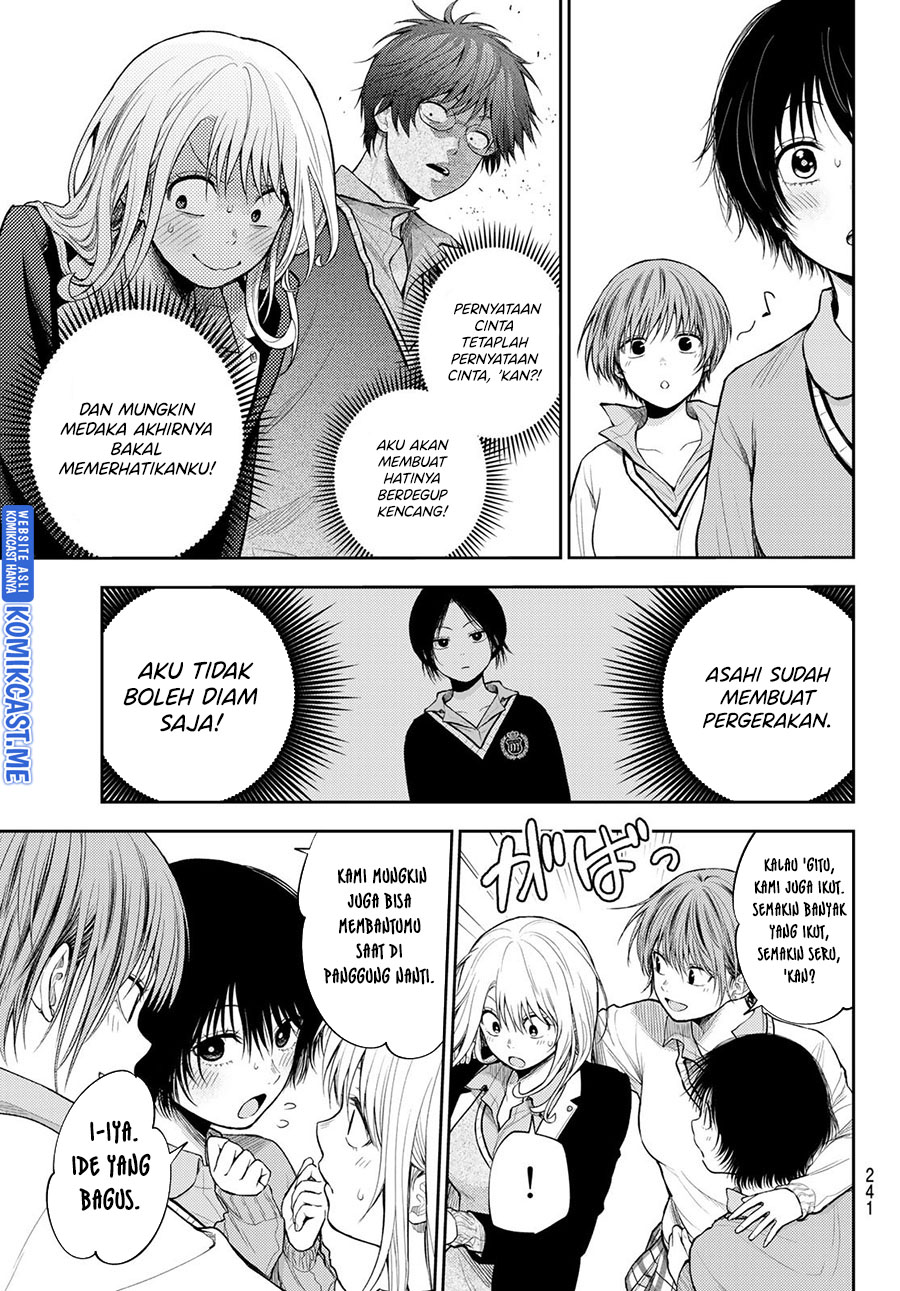 PERNYATAAN
CINTA
TETAPLAH
PERNYATAAN
CINTA, 'KAN?!
AKU AKAN
MEMBUAT
HATINYA
BERDEGUP
KENCANG!
DAN MUNGKIN
MEDAKA AKHIRNYA
BAKAL
MEMERHATIKANKU!
ASAHI SUDAH
MEMBUAT
PERGERAKAN.
AKU TIDAK
BOLEH DIAM
SAJA!
KALAU 'GITU,
KAMI JUGA IKUT.
SEMAKIN BANYAK
YANG IKUT,
SEMAKIN SERU,
'KAN?
がばっ
!
KAMI MUNGKIN
JUGA BISA
MEMBANTUMU
SAAT DI
PANGGUNG NANTI.
I-IYA.
IDE YANG
BAGUS.
241
WEBSITE ASLI
KOMIKCAST HANYA
KOMIKCAST.ME